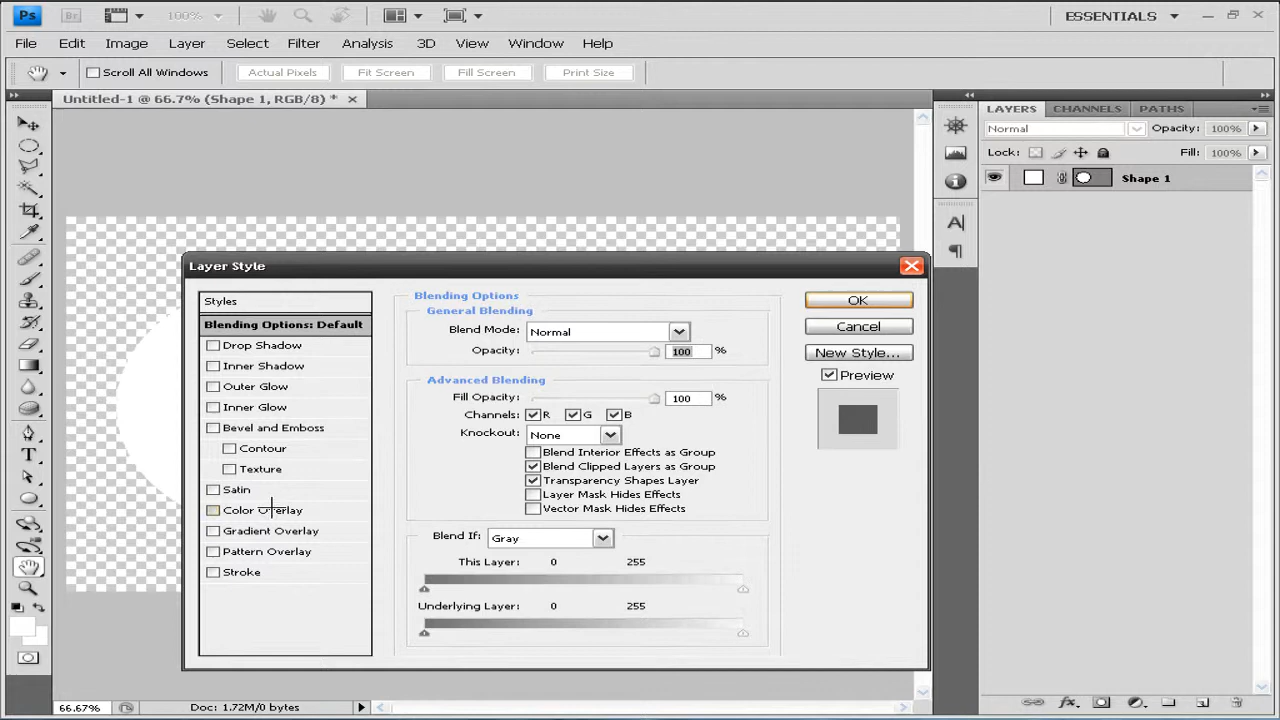 Ps Br 100% ESSENTIALS
File Edit Image Layer Select Filter Analysis 3D View Window Help
Scroll All Windows Actual Pixels Fit Screen Fill Screen Print Size
Untitled-1 @ 66.7% (Shape 1, RGB/8) *
LAYERS CHANNELS PATHS
Normal Opacity: 100%
Lock: Fill: 100%
Shape 1
Layer Style
Styles
Blending Options: Default
Drop Shadow
Inner Shadow
Outer Glow
Inner Glow
Bevel and Emboss
Contour
Texture
Satin
Color Overlay
Gradient Overlay
Pattern Overlay
Stroke
Blending Options
General Blending
Blend Mode: Normal
Opacity: 100 %
Advanced Blending
Fill Opacity: 100 %
Channels: R G B
Knockout: None
Blend Interior Effects as Group
Blend Clipped Layers as Group
Transparency Shapes Layer
Layer Mask Hides Effects
Vector Mask Hides Effects
Blend If: Gray
This Layer: 0 255
Underlying Layer: 0 255
OK
Cancel
New Style...
Preview
A
T
fx
66.67% Doc: 1.72M/0 bytes